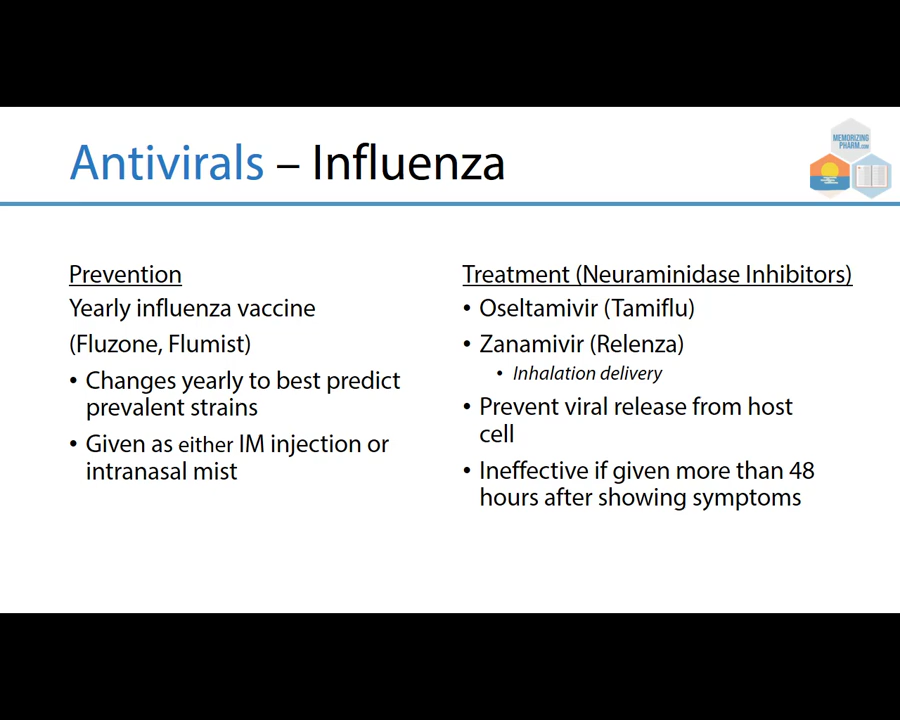 Antivirals – Influenza
MEMORIZING
PHARM.COM
Prevention
Yearly influenza vaccine
(Fluzone, Flumist)
• Changes yearly to best predict
prevalent strains
• Given as either IM injection or
intranasal mist
Treatment (Neuraminidase Inhibitors)
• Oseltamivir (Tamiflu)
• Zanamivir (Relenza)
• Inhalation delivery
• Prevent viral release from host
cell
• Ineffective if given more than 48
hours after showing symptoms